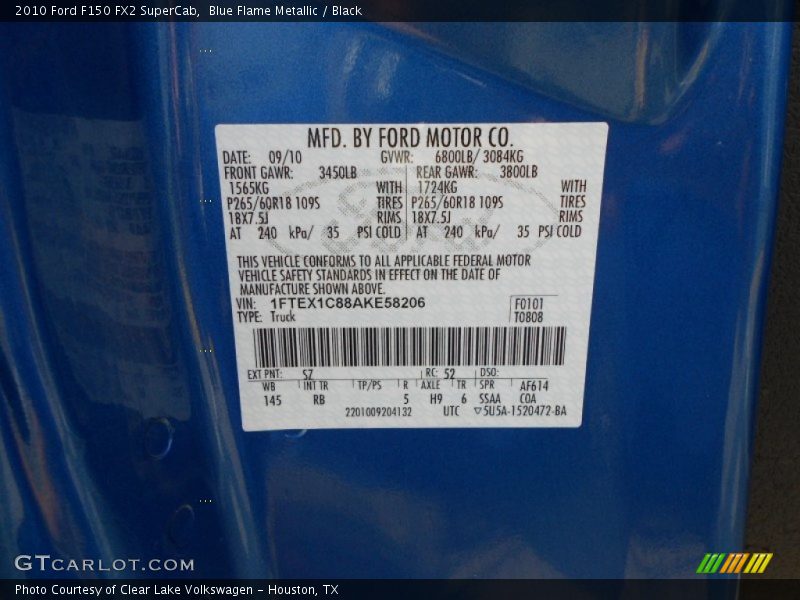 2010 Ford F150 FX2 SuperCab,  Blue Flame Metallic / Black
MFD. BY FORD MOTOR CO.
DATE: 09/10 GVWR: 6800LB/ 3084KG
FRONT GAWR: 3450LB REAR GAWR: 3800LB
1565KG WITH 1724KG WITH
P265/60R18 109S TIRES P265/60R18 109S TIRES
18X7.5J RIMS 18X7.5J RIMS
AT 240 kPa/ 35 PSI COLD AT 240 kPa/ 35 PSI COLD
THIS VEHICLE CONFORMS TO ALL APPLICABLE FEDERAL MOTOR
VEHICLE SAFETY STANDARDS IN EFFECT ON THE DATE OF
MANUFACTURE SHOWN ABOVE.
VIN: 1FTEX1C88AKE58206 F0101
TYPE: Truck T0808
EXT PNT: SZ RC: 52 DSO:
WB INT TR TP/PS R AXLE TR SPR AF614
145 RB 5 H9 6 SSAA COA
2201009204132 UTC ▽5U5A-1520472-BA
GTCARLOT.COM
Photo Courtesy of Clear Lake Volkswagen – Houston, TX